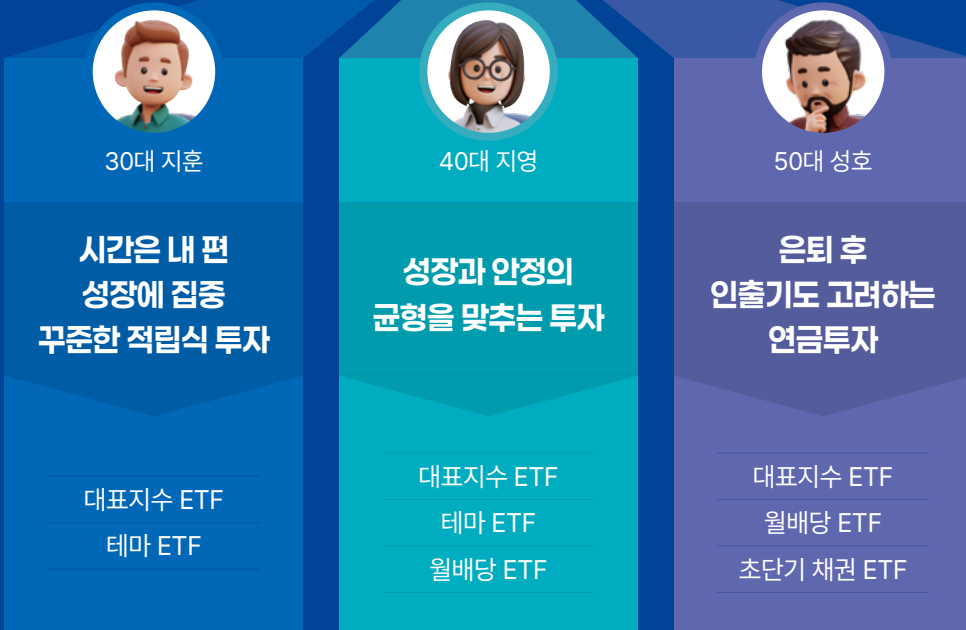 30대 지훈
시간은 내 편
성장에 집중
꾸준한 적립식 투자
대표지수 ETF
테마 ETF
40대 지영
성장과 안정의
균형을 맞추는 투자
대표지수 ETF
테마 ETF
월배당 ETF
50대 성호
은퇴 후
인출기도 고려하는
연금투자
대표지수 ETF
월배당 ETF
초단기 채권 ETF